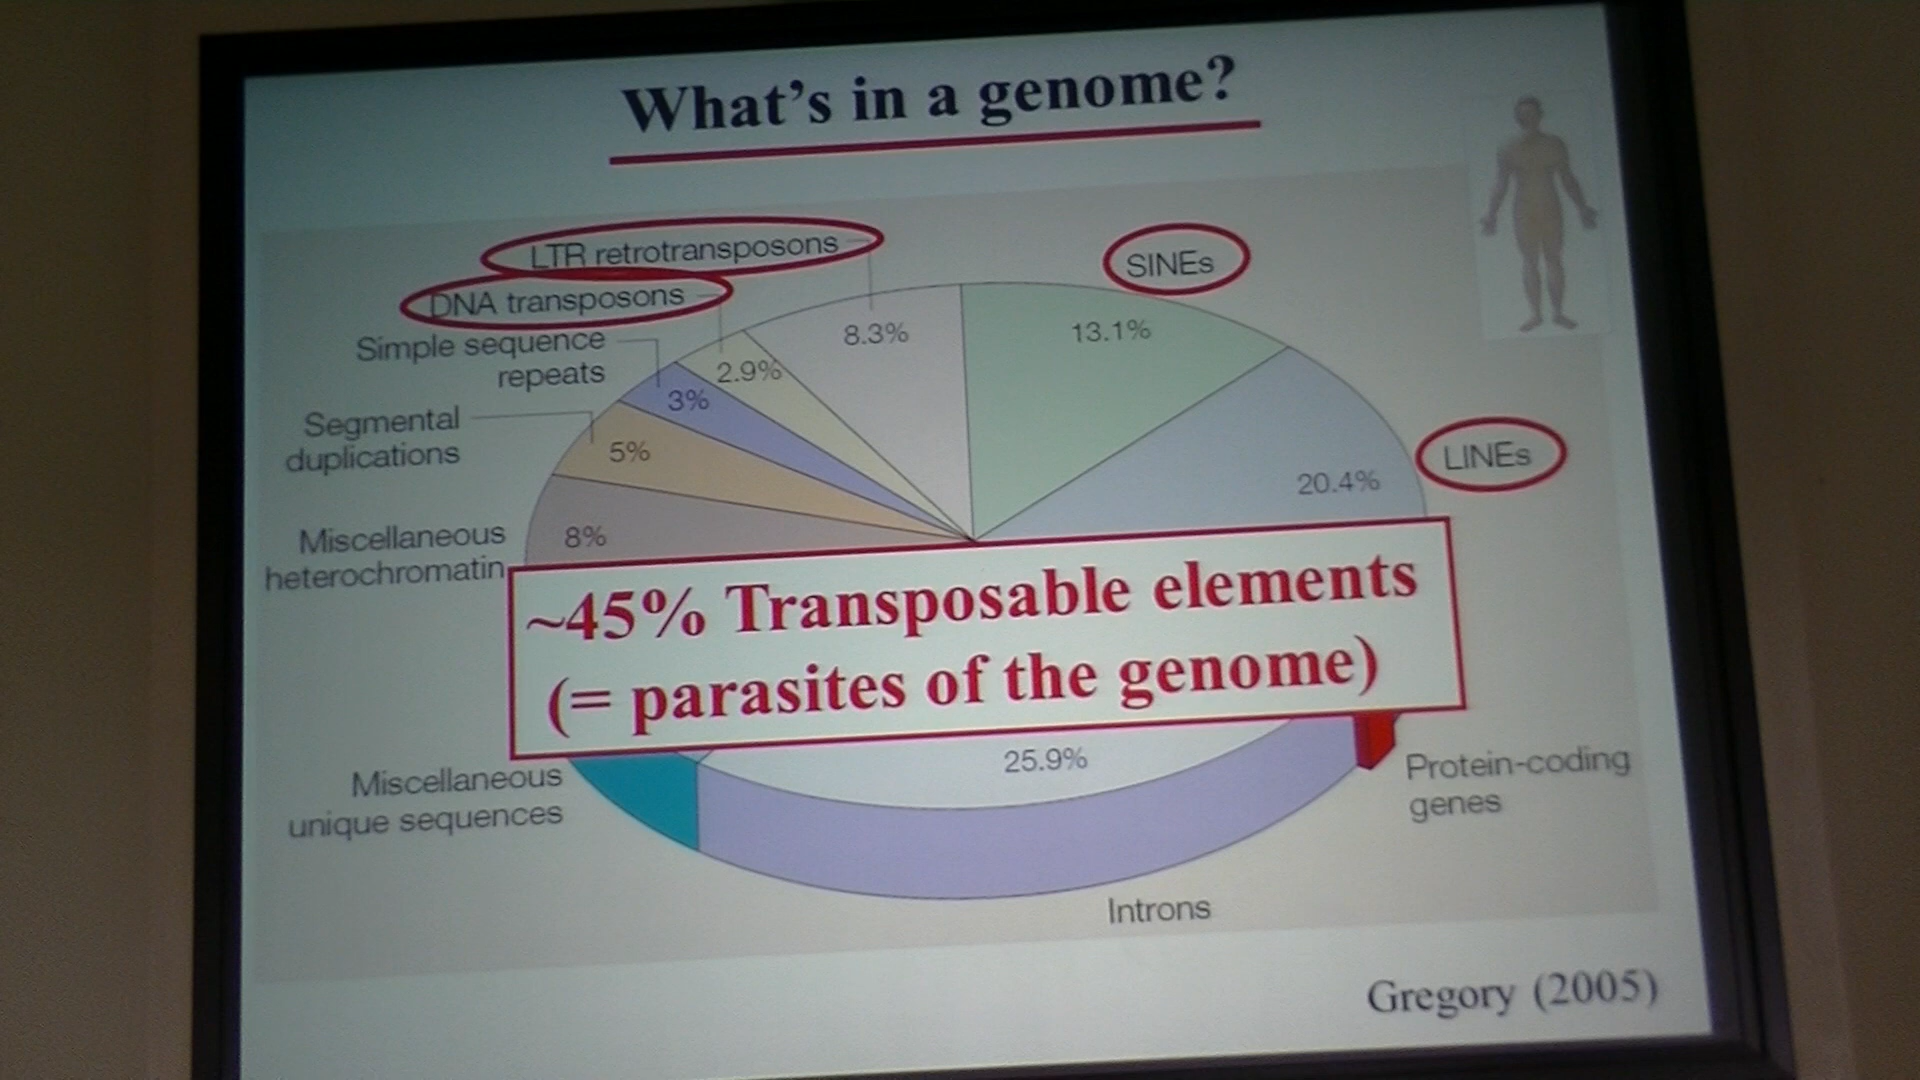 What's in a genome?
LTR retrotransposons
DNA transposons
Simple sequence
repeats
Segmental
duplications
Miscellaneous
heterochromatin
SINEs
LINEs
8.3%
13.1%
2.9%
3%
20.4%
5%
8%
~45% Transposable elements
(= parasites of the genome)
25.9%
Miscellaneous
unique sequences
Protein-coding
genes
Introns
Gregory (2005)